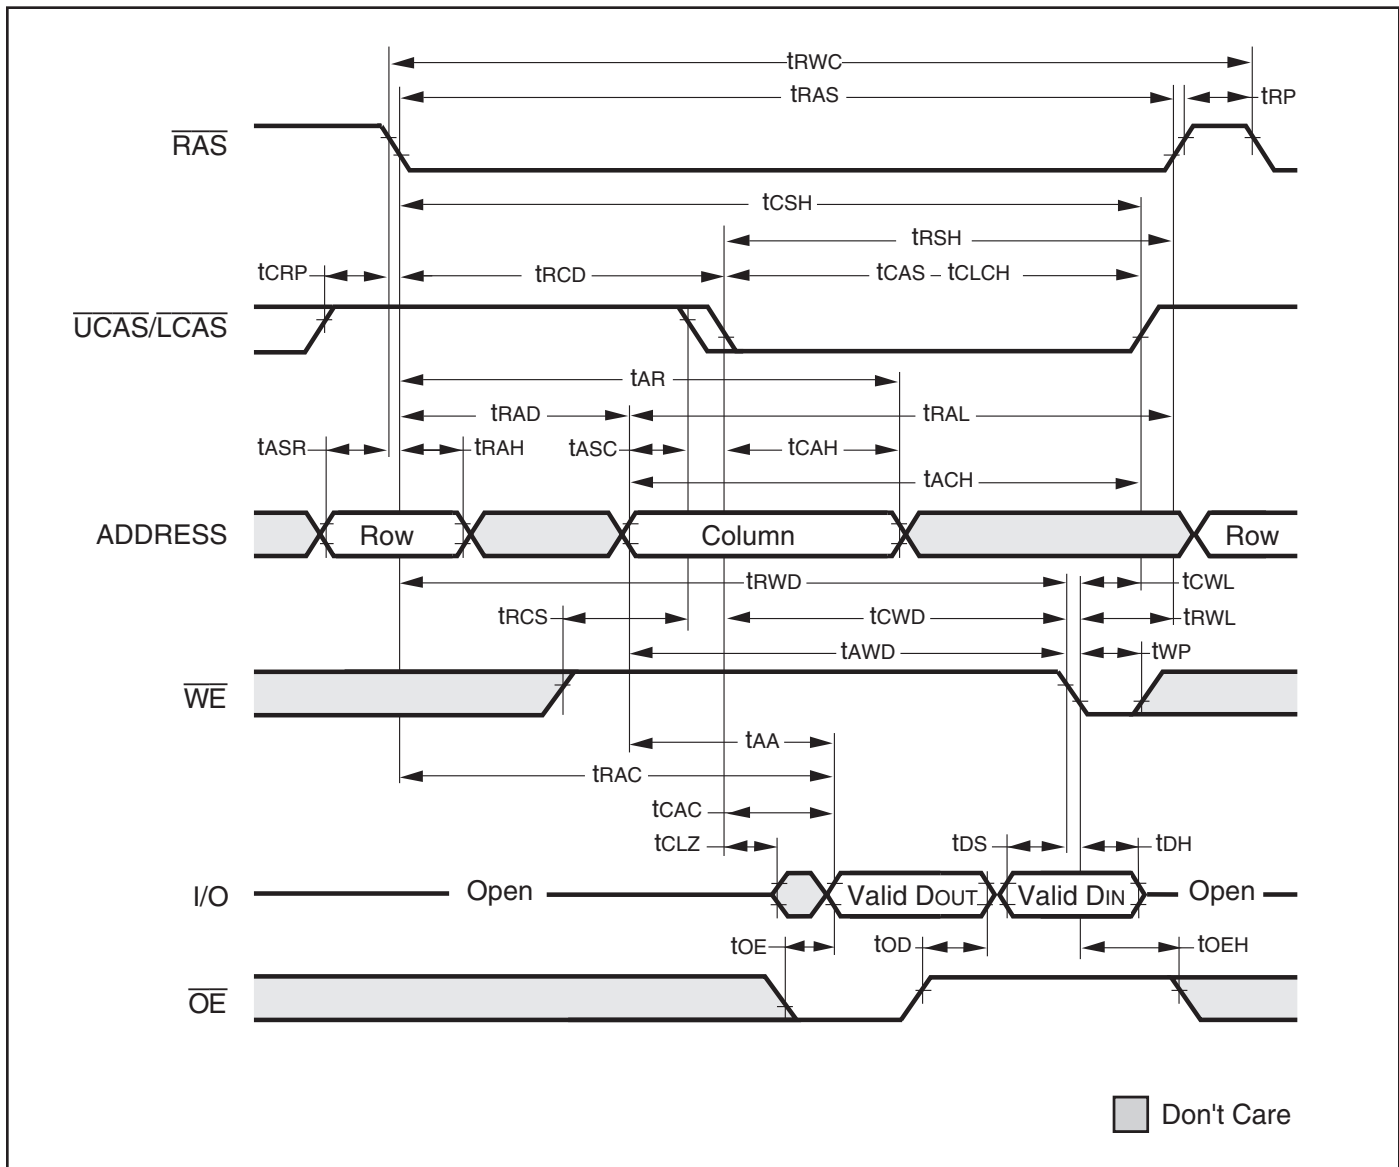 tRWC
tRAS
tRP
RAS
tCSH
tRSH
tCRP
tRCD
tCAS – tCLCH
UCAS/LCAS
tAR
tRAD
tRAL
tASR
tRAH
tASC
tCAH
tACH
ADDRESS
Row
Column
Row
tRWD
tCWL
tRCS
tCWD
tRWL
tAWD
tWP
WE
tAA
tRAC
tCAC
tCLZ
tDS
tDH
I/O
Open
Valid DOUT
Valid DIN
Open
tOE
tOD
tOEH
OE
Don't Care